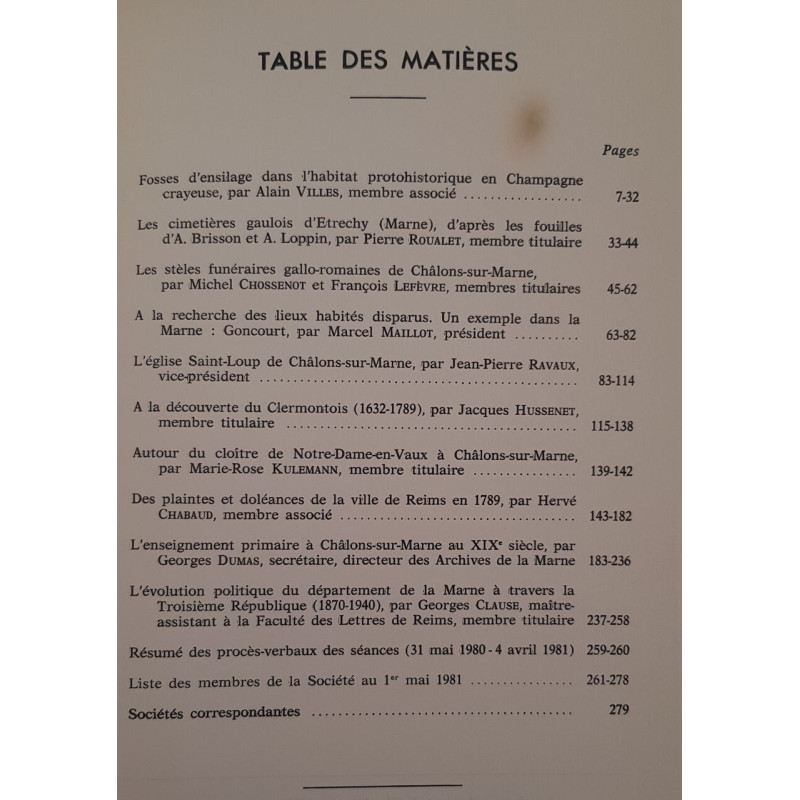 TABLE DES MATIÈRES
Pages
Fosses d'ensilage dans l'habitat protohistorique en Champagne
crayeuse, par Alain VILLES, membre associé .................. 7-32
Les cimetières gaulois d'Etrechy (Marne), d'après les fouilles
d'A. Brisson et A. Loppin, par Pierre ROUALET, membre titulaire 33-44
Les stèles funéraires gallo-romaines de Châlons-sur-Marne,
par Michel CHOSSENOT et François LEFÈVRE, membres titulaires 45-62
A la recherche des lieux habités disparus. Un exemple dans la
Marne : Goncourt, par Marcel MAILLOT, président .......... 63-82
L'église Saint-Loup de Châlons-sur-Marne, par Jean-Pierre RAVAUX,
vice-président ................................................ 83-114
A la découverte du Clermontois (1632-1789), par Jacques HUSSENET,
membre titulaire ............................................ 115-138
Autour du cloître de Notre-Dame-en-Vaux à Châlons-sur-Marne,
par Marie-Rose KULEMANN, membre titulaire ................ 139-142
Des plaintes et doléances de la ville de Reims en 1789, par Hervé
CHABAUD, membre associé .................................... 143-182
L'enseignement primaire à Châlons-sur-Marne au XIXe siècle, par
Georges DUMAS, secrétaire, directeur des Archives de la Marne 183-236
L'évolution politique du département de la Marne à travers la
Troisième République (1870-1940), par Georges CLAUSE, maître-
assistant à la Faculté des Lettres de Reims, membre titulaire 237-258
Résumé des procès-verbaux des séances (31 mai 1980-4 avril 1981) 259-260
Liste des membres de la Société au 1er mai 1981 ................ 261-278
Sociétés correspondantes ........................................ 279